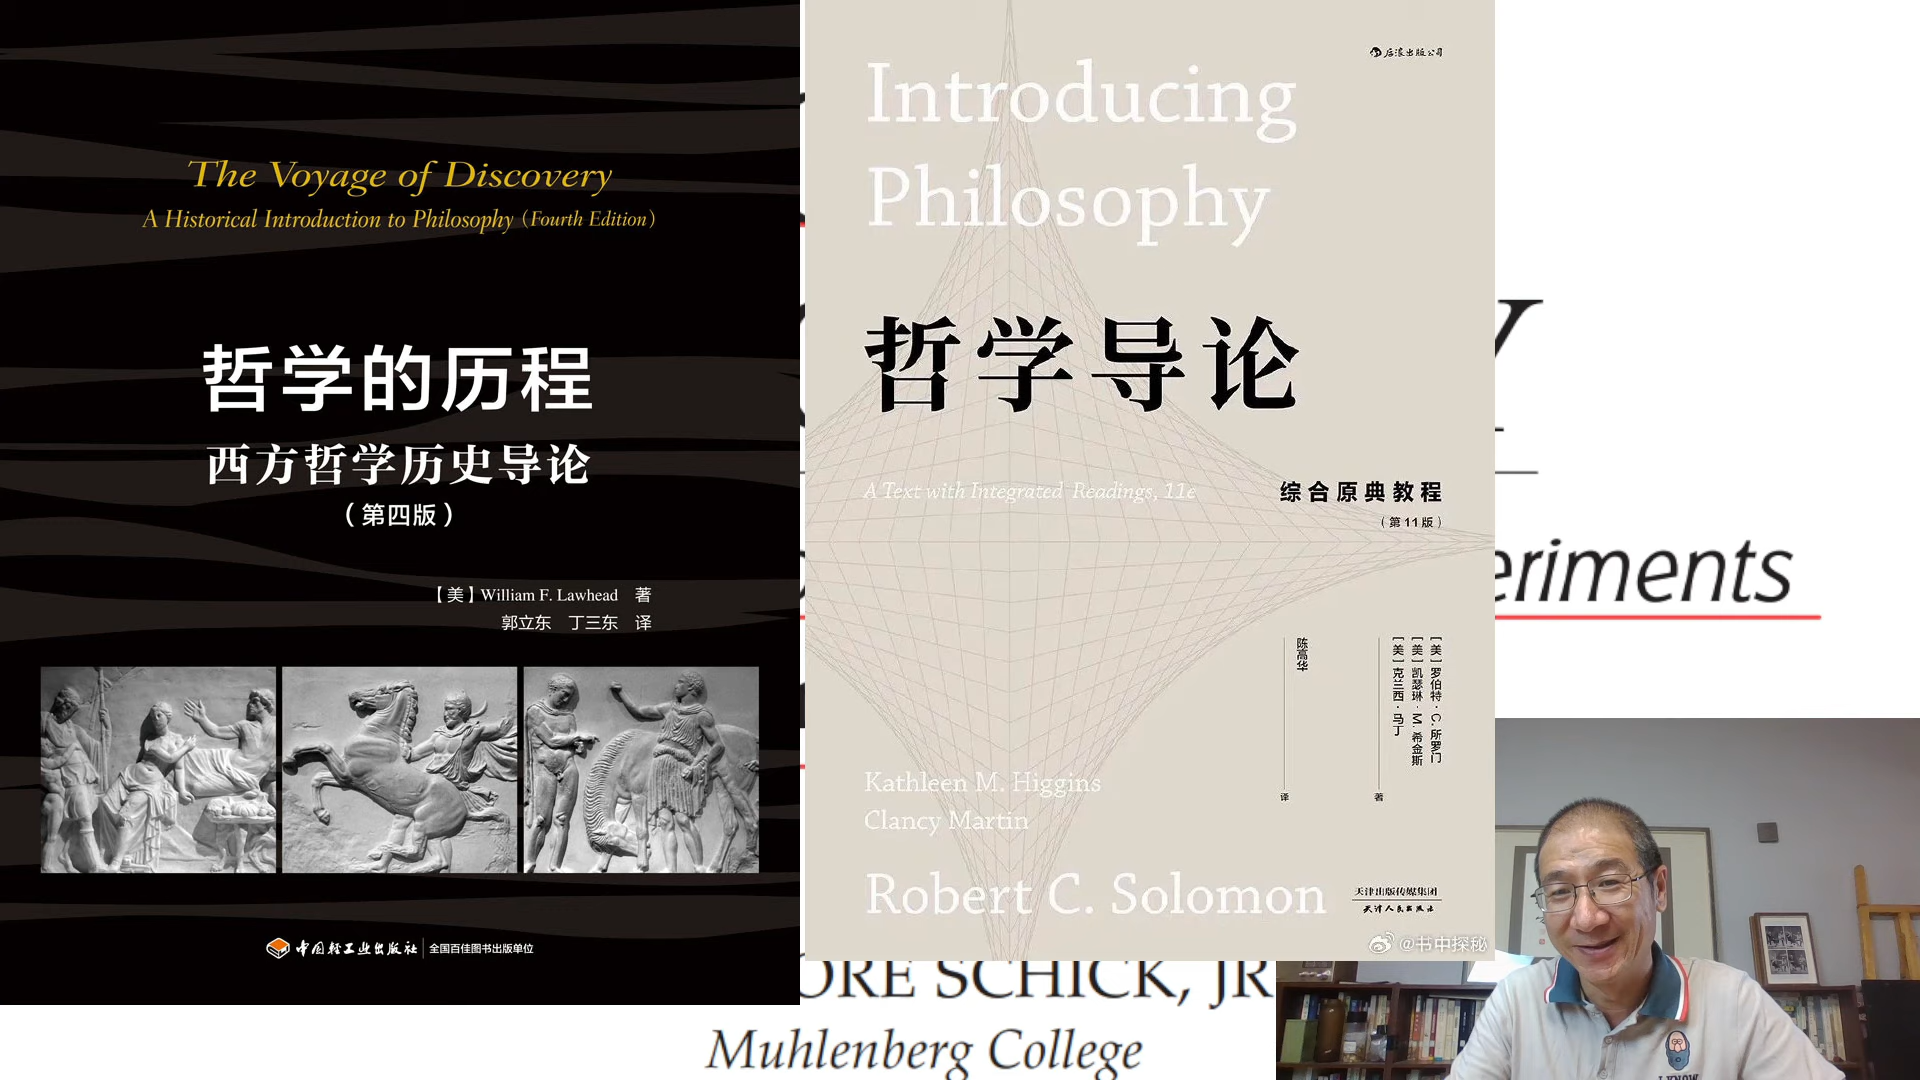 The Voyage of Discovery
A Historical Introduction to Philosophy (Fourth Edition)
哲学的历程
西方哲学历史导论
（第四版）
【美】William F. Lawhead 著
郭立东 丁三东 译
中国轻工业出版社 全国百佳图书出版单位
后浪出版公司
Introducing
Philosophy
哲学导论
A Text with Integrated Readings, 11e
综合原典教程
（第11版）
［美］罗伯特·C.所罗门
［美］凯瑟琳·M.希金斯
［美］克兰西·马丁
著
陈高华
译
Kathleen M. Higgins
Clancy Martin
Robert C. Solomon
天津出版传媒集团
天津人民出版社
@书中探秘
Y
eriments
ORE SCHICK, JR
Muhlenberg College